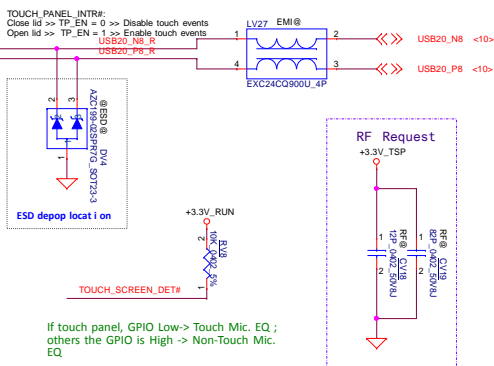 TOUCH_PANEL_INTR#:
Close lid >> TP_EN = 0 >> Disable touch events
Open lid >> TP_EN = 1 >> Enable touch events
USB20_N8_R
USB20_P8_R
LV27 EMI@
1 2
4 3
EXC24CQ900U_4P
USB20_N8 <10>
USB20_P8 <10>
2 3
1
@ESD@
AZC199-02SPR7G_SOT23-3
DV4
ESD depop locati on
+3.3V_RUN
2
1
RV8
10K_0402_5%
TOUCH_SCREEN_DET#
If touch panel, GPIO Low-> Touch Mic. EQ ;
others the GPIO is High -> Non-Touch Mic.
EQ
RF Request
+3.3V_TSP
1
2
RF@
CV18
12P_0402_50V8J
1
2
RF@
CV19
82P_0402_50V8J